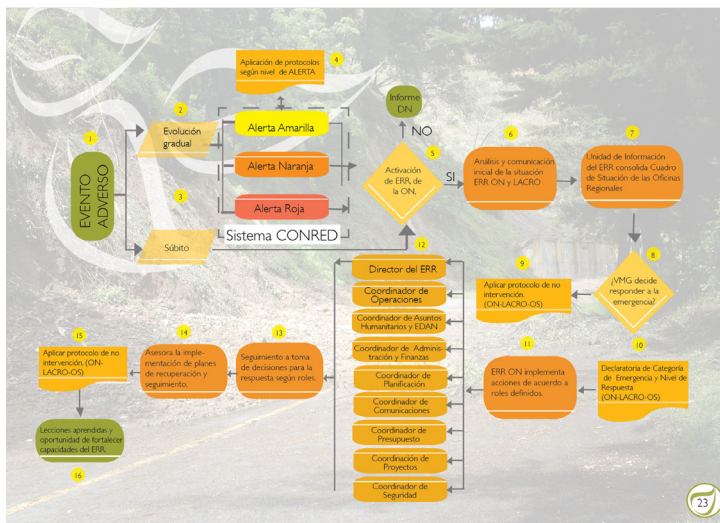 1
EVENTO
ADVERSO
2
Evolución
gradual
3
Súbito
4
Aplicación de protocolos
según nivel de ALERTA
Alerta Amarilla
Alerta Naranja
Alerta Roja
Sistema CONRED
Informe
DN
NO
5
Activación
de ERR, de
la ON,
SI
6
Análisis y comunicación
inicial de la situación
ERR ON y LACRO
7
Unidad de Información
del ERR consolida Cuadro
de Situación de las Oficinas
Regionales
8
¿VMG decide
responder a la
emergencia?
9
Aplicar protocolo de no
intervención.
(ON-LACRO-OS)
10
Declaratoria de Categoría
de Emergencia y Nivel de
Respuesta
(ON-LACRO-OS)
11
ERR ON implementa
acciones de acuerdo a
roles definidos.
12
Director del ERR
Coordinador de
Operaciones
Coordinador de Asuntos
Humanitarios y EDAN
Coordinador de Adminis-
tración y Finanzas
Coordinador de
Planificación
Coordinador de
Comunicaciones
Coordinador de
Presupuesto
Coordinación de
Proyectos
Coordinador de
Seguridad
13
Seguimiento a toma
de decisiones para la
respuesta según roles.
14
Asesora la imple-
mentación de planes
de recuperación y
seguimiento.
15
Aplicar protocolo de no
intervención. (ON-
LACRO-OS)
Lecciones aprendidas y
oportunidad de fortalecer
capacidades del ERR.
16
23